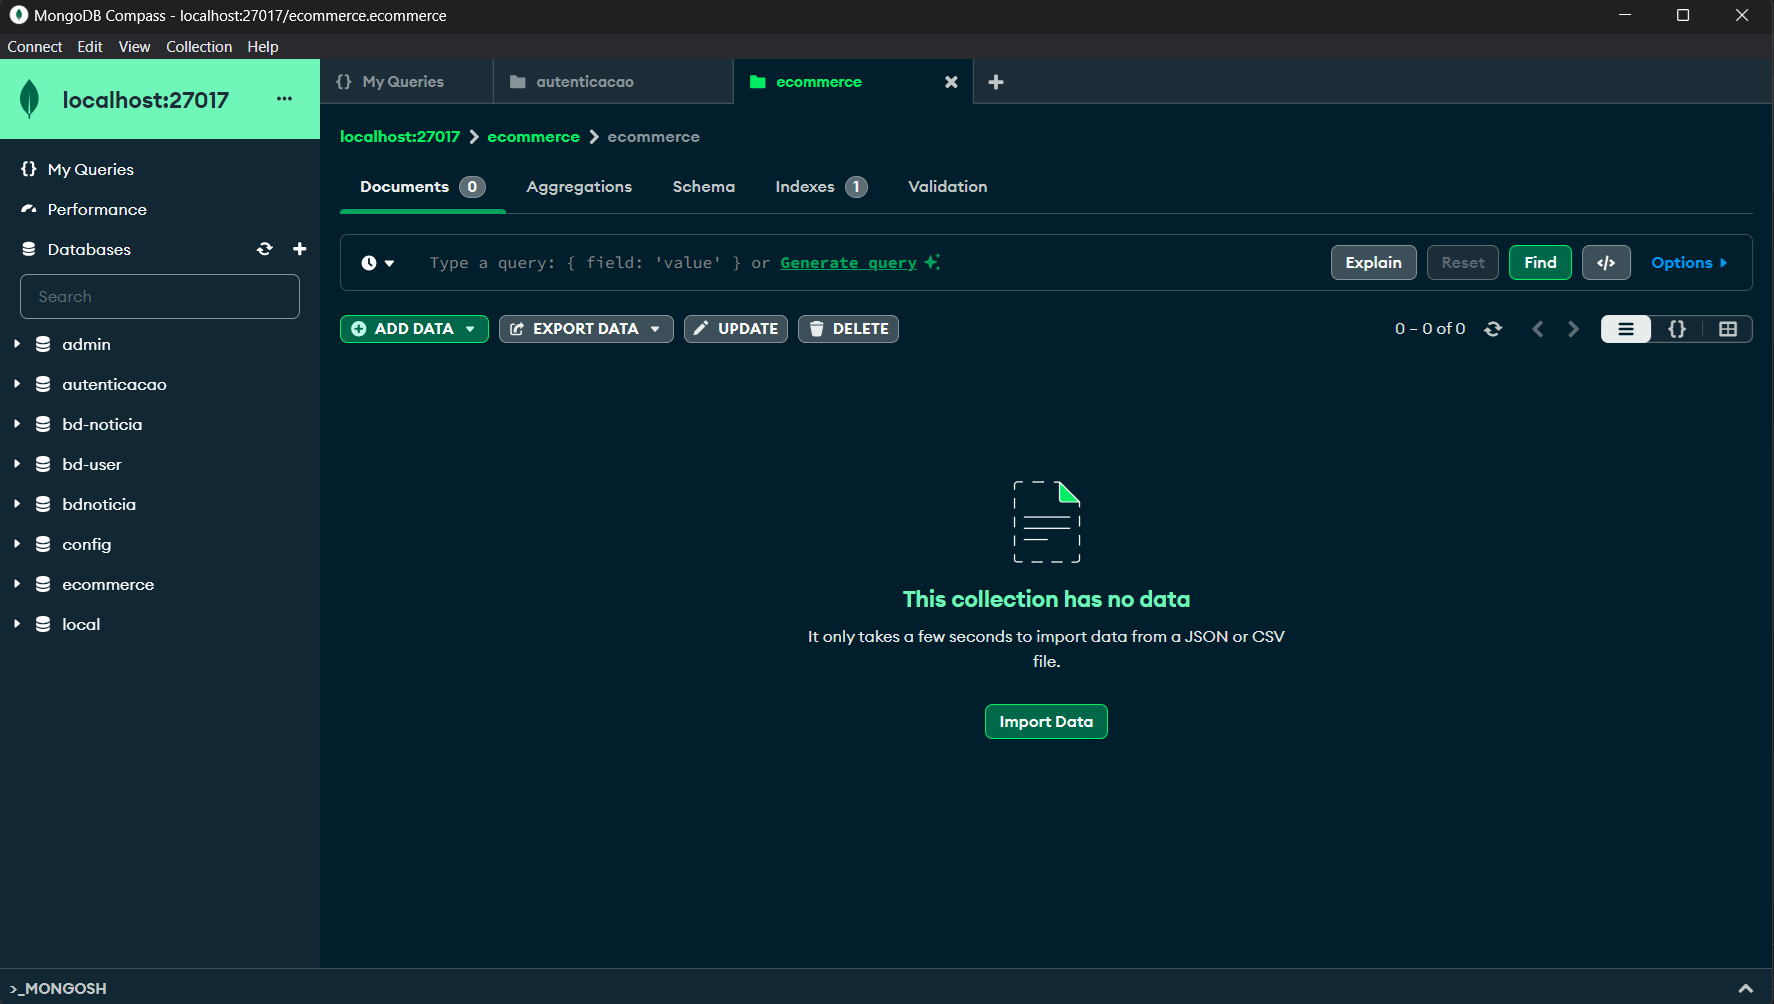 MongoDB Compass - localhost:27017/ecommerce.ecommerce
Connect Edit View Collection Help
localhost:27017 ...
My Queries
Performance
Databases
Search
admin
autenticacao
bd-noticia
bd-user
bdnoticia
config
ecommerce
local
{} My Queries autenticacao ecommerce
localhost:27017 > ecommerce > ecommerce
Documents 0 Aggregations Schema Indexes 1 Validation
Type a query: { field: 'value' } or Generate query Explain Reset Find </> Options
ADD DATA EXPORT DATA UPDATE DELETE 0 – 0 of 0 {}
This collection has no data
It only takes a few seconds to import data from a JSON or CSV
file.
Import Data
>_MONGOSH